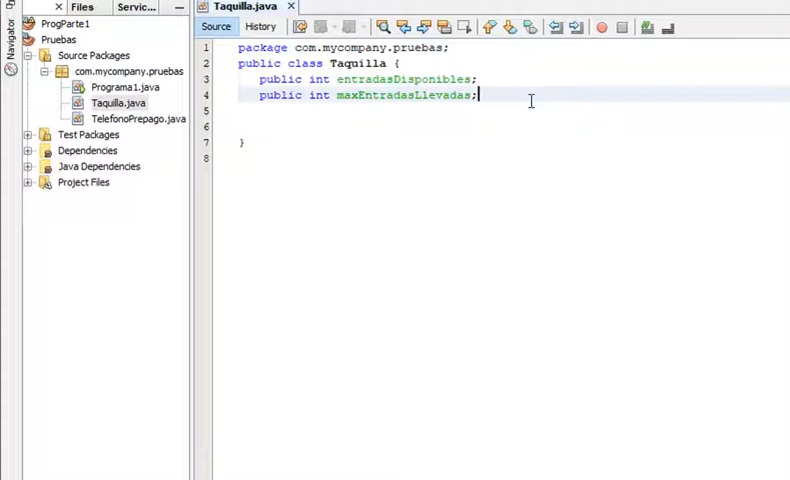 Files
Servic...
Taquilla.java
Navigator
ProgParte1
Pruebas
Source Packages
com.mycompany.pruebas
Programa1.java
Taquilla.java
TelefonoPrepago.java
Test Packages
Dependencies
Java Dependencies
Project Files
Source History
1 package com.mycompany.pruebas;
2 public class Taquilla {
3 public int entradasDisponibles;
4 public int maxEntradasLlevadas;
5
6
7 }
8